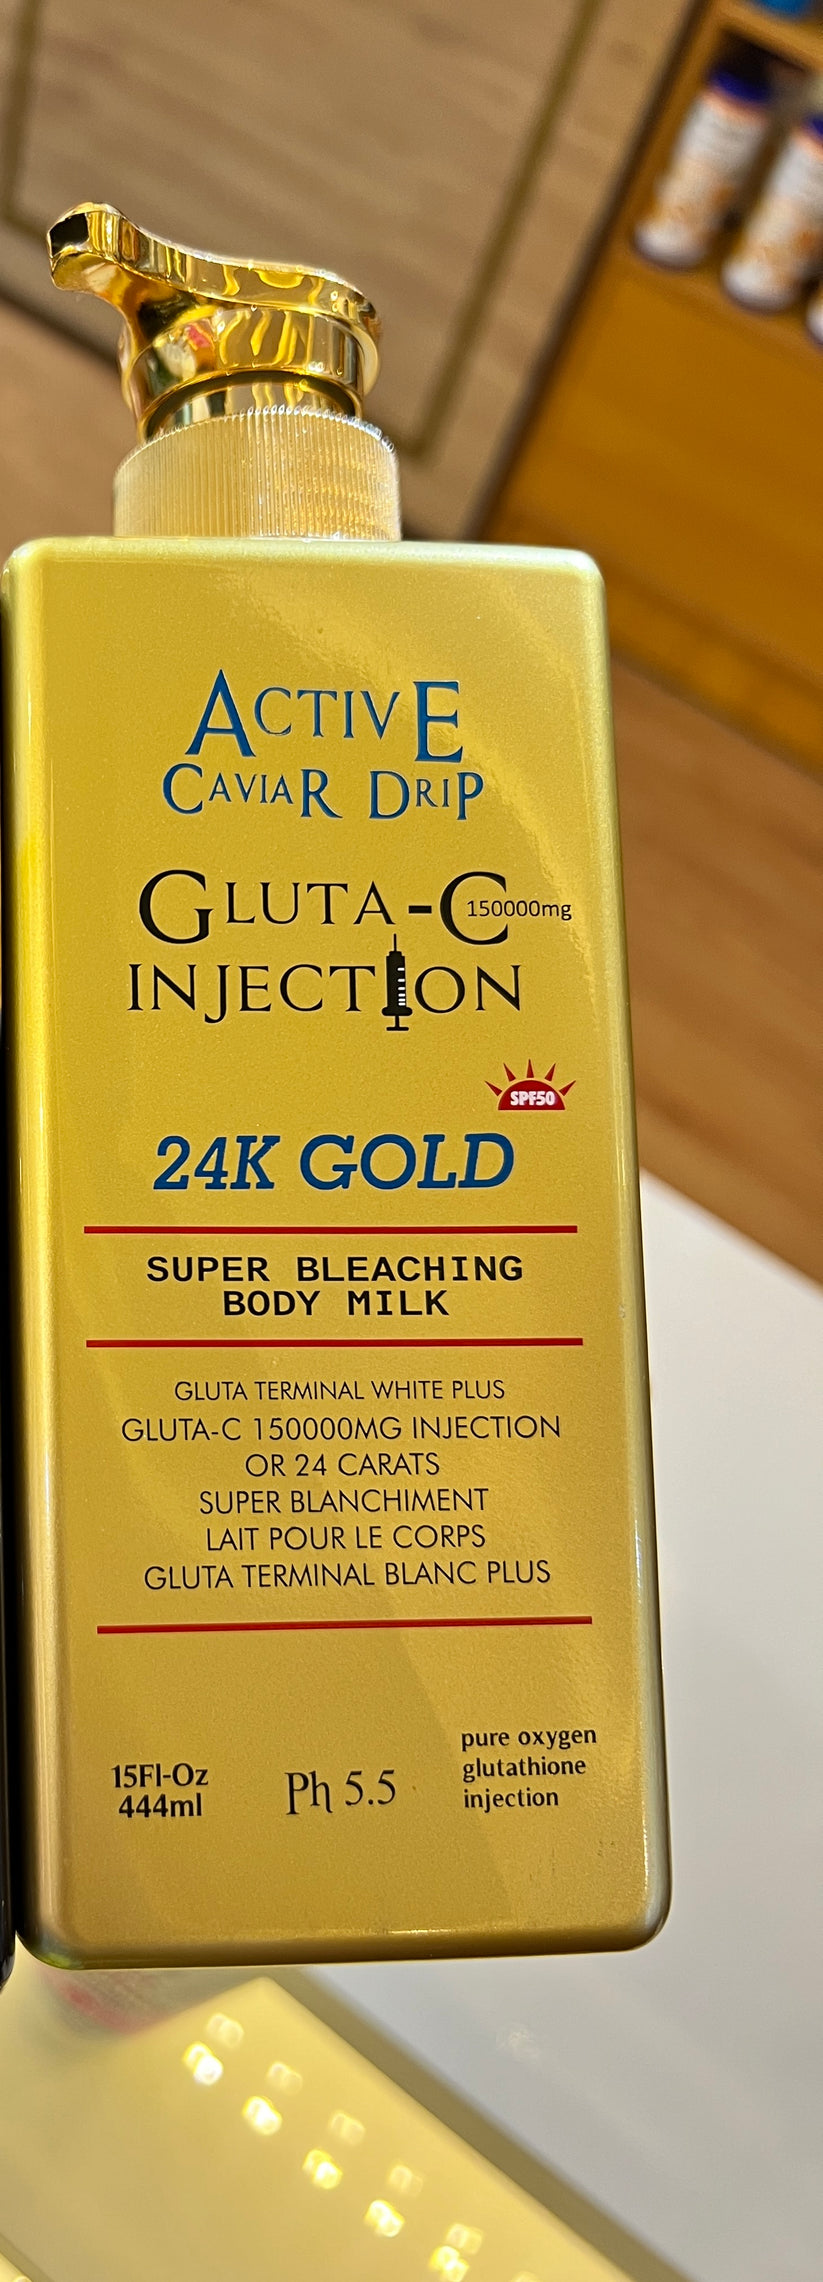 ACTIVE
CAVIAR DRIP
GLUTA-C 150000mg
INJECTION
SPF50
24K GOLD
SUPER BLEACHING
BODY MILK
GLUTA TERMINAL WHITE PLUS
GLUTA-C 150000MG INJECTION
OR 24 CARATS
SUPER BLANCHIMENT
LAIT POUR LE CORPS
GLUTA TERMINAL BLANC PLUS
15Fl-Oz
444ml
Ph 5.5
pure oxygen
glutathione
injection